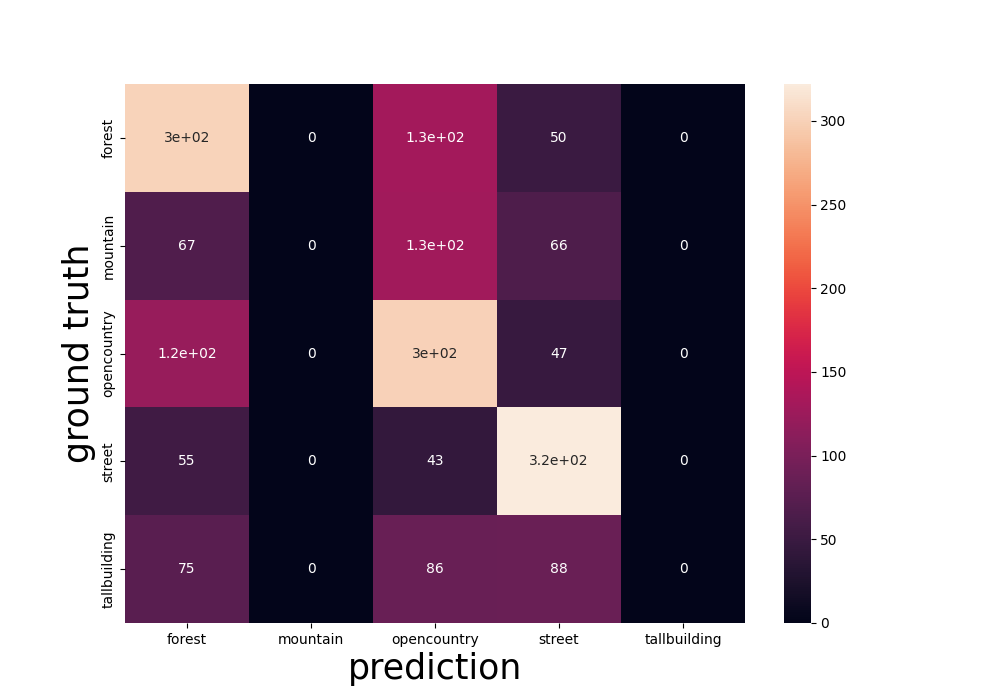 forest 3e+02 0 1.3e+02 50 0
mountain 67 0 1.3e+02 66 0
opencountry 1.2e+02 0 3e+02 47 0
street 55 0 43 3.2e+02 0
tallbuilding 75 0 86 88 0
forest mountain opencountry street tallbuilding
prediction
ground truth
300
250
200
150
100
50
0